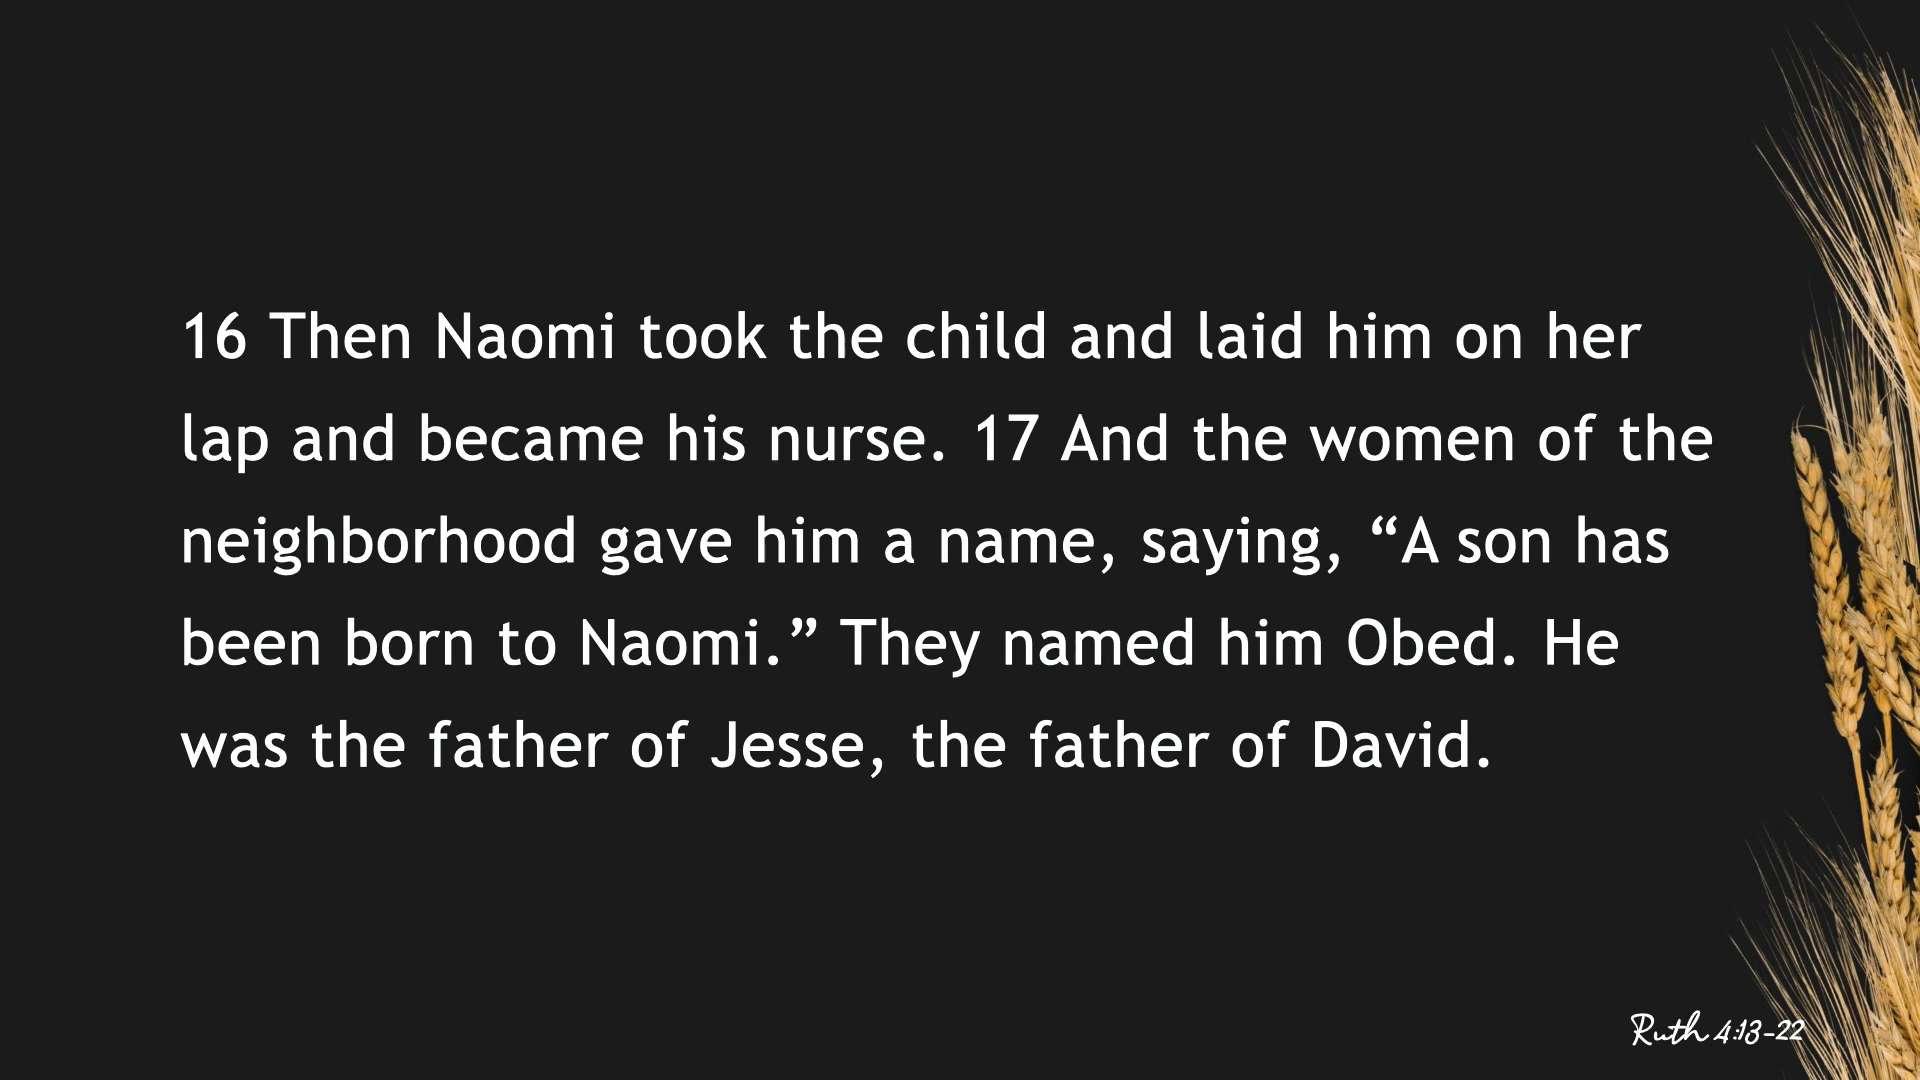 16 Then Naomi took the child and laid him on her
lap and became his nurse. 17 And the women of the
neighborhood gave him a name, saying, “A son has
been born to Naomi.” They named him Obed. He
was the father of Jesse, the father of David.
Ruth 4:13-22